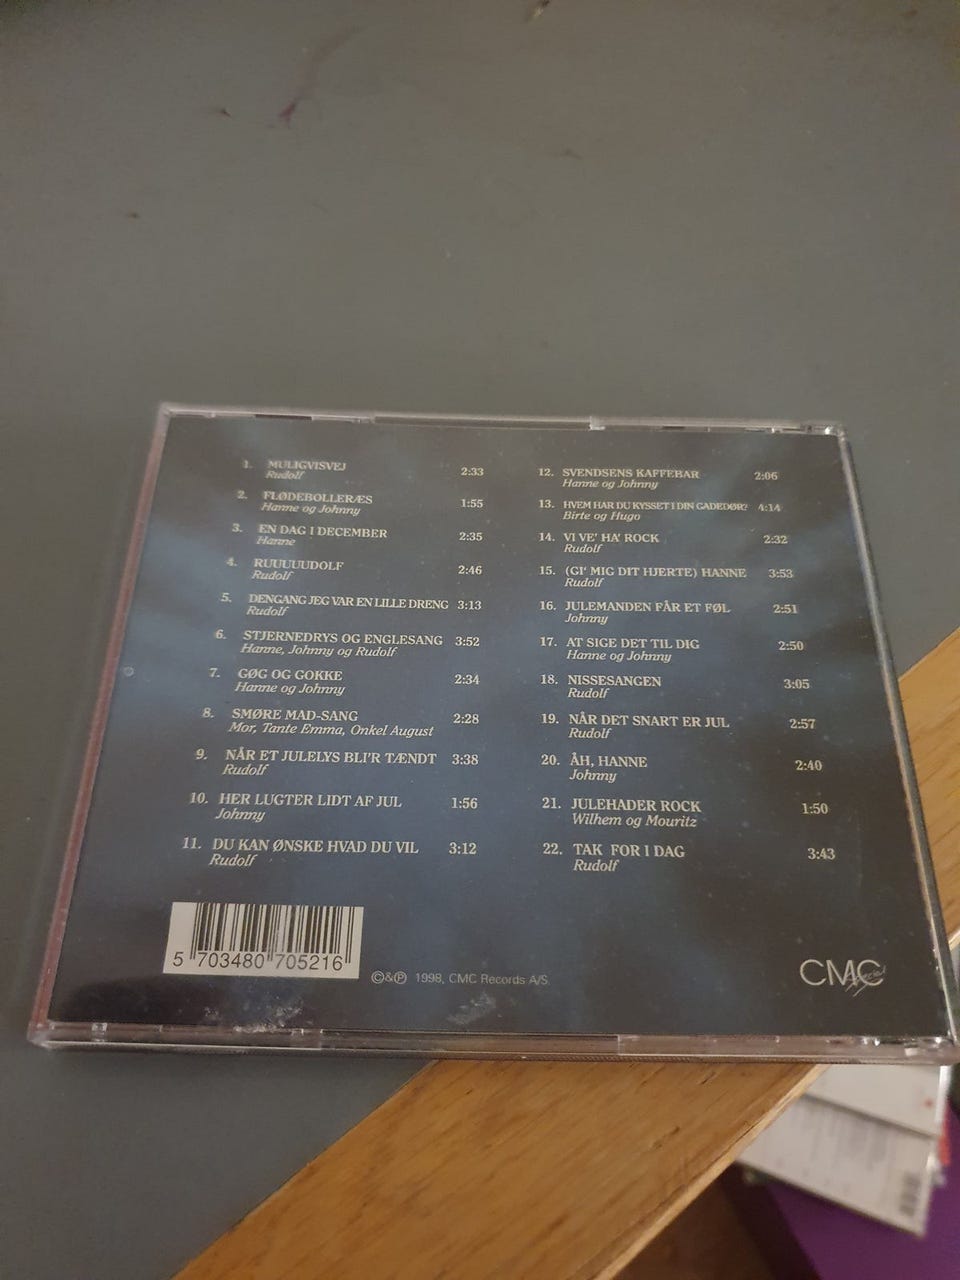 1. MULIGVISVEJ 2:33
Rudolf
2. FLØDEBOLLERÆS 1:55
Hanne og Johnny
3. EN DAG I DECEMBER 2:35
Hanne
4. RUUUUUDOLF 2:46
Rudolf
5. DENGANG JEG VAR EN LILLE DRENG 3:13
Rudolf
6. STJERNEDRYS OG ENGLESANG 3:52
Hanne, Johnny og Rudolf
7. GØG OG GOKKE 2:34
Hanne og Johnny
8. SMØRE MAD-SANG 2:28
Mor, Tante Emma, Onkel August
9. NÅR ET JULELYS BLI'R TÆNDT 3:38
Rudolf
10. HER LUGTER LIDT AF JUL 1:56
Johnny
11. DU KAN ØNSKE HVAD DU VIL 3:12
Rudolf
12. SVENDSENS KAFFEBAR 2:06
Hanne og Johnny
13. HVEM HAR DU KYSSET I DIN GADEDØR? 4:14
Birte og Hugo
14. VI VE' HA' ROCK 2:32
Rudolf
15. (GI' MIG DIT HJERTE) HANNE 3:53
Rudolf
16. JULEMANDEN FÅR ET FØL 2:51
Johnny
17. AT SIGE DET TIL DIG 2:50
Hanne og Johnny
18. NISSESANGEN 3:05
Rudolf
19. NÅR DET SNART ER JUL 2:57
Rudolf
20. ÅH, HANNE 2:40
Johnny
21. JULEHADER ROCK 1:50
Wilhem og Mouritz
22. TAK FOR I DAG 3:43
Rudolf
5 703480 705216
©&℗ 1998, CMC Records A/S.
CMC
Special